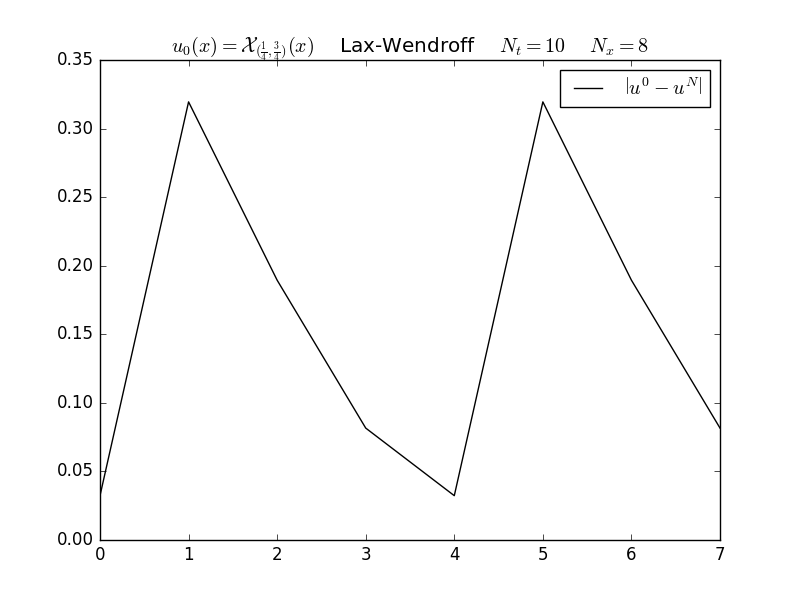 u_0(x) = 𝒳_{(1/4, 3/4)}(x) Lax-Wendroff N_t = 10 N_x = 8
|u^0 − u^N|
0.35
0.30
0.25
0.20
0.15
0.10
0.05
0.00
0 1 2 3 4 5 6 7